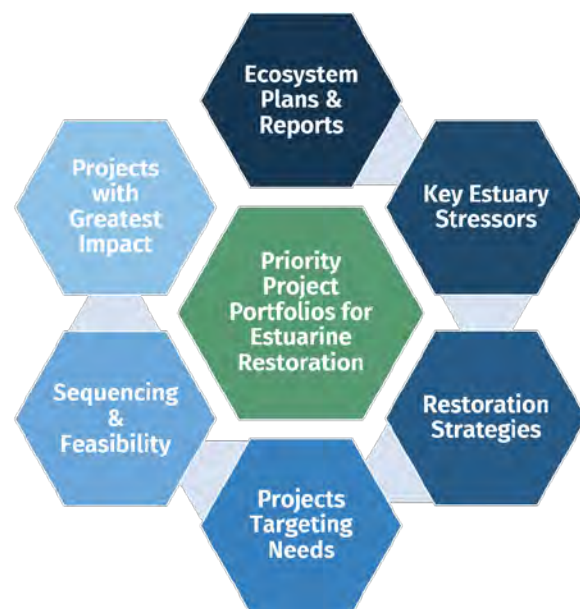 Ecosystem
Plans &
Reports
Key Estuary
Stressors
Restoration
Strategies
Projects
Targeting
Needs
Sequencing
&
Feasibility
Projects
with
Greatest
Impact
Priority
Project
Portfolios for
Estuarine
Restoration